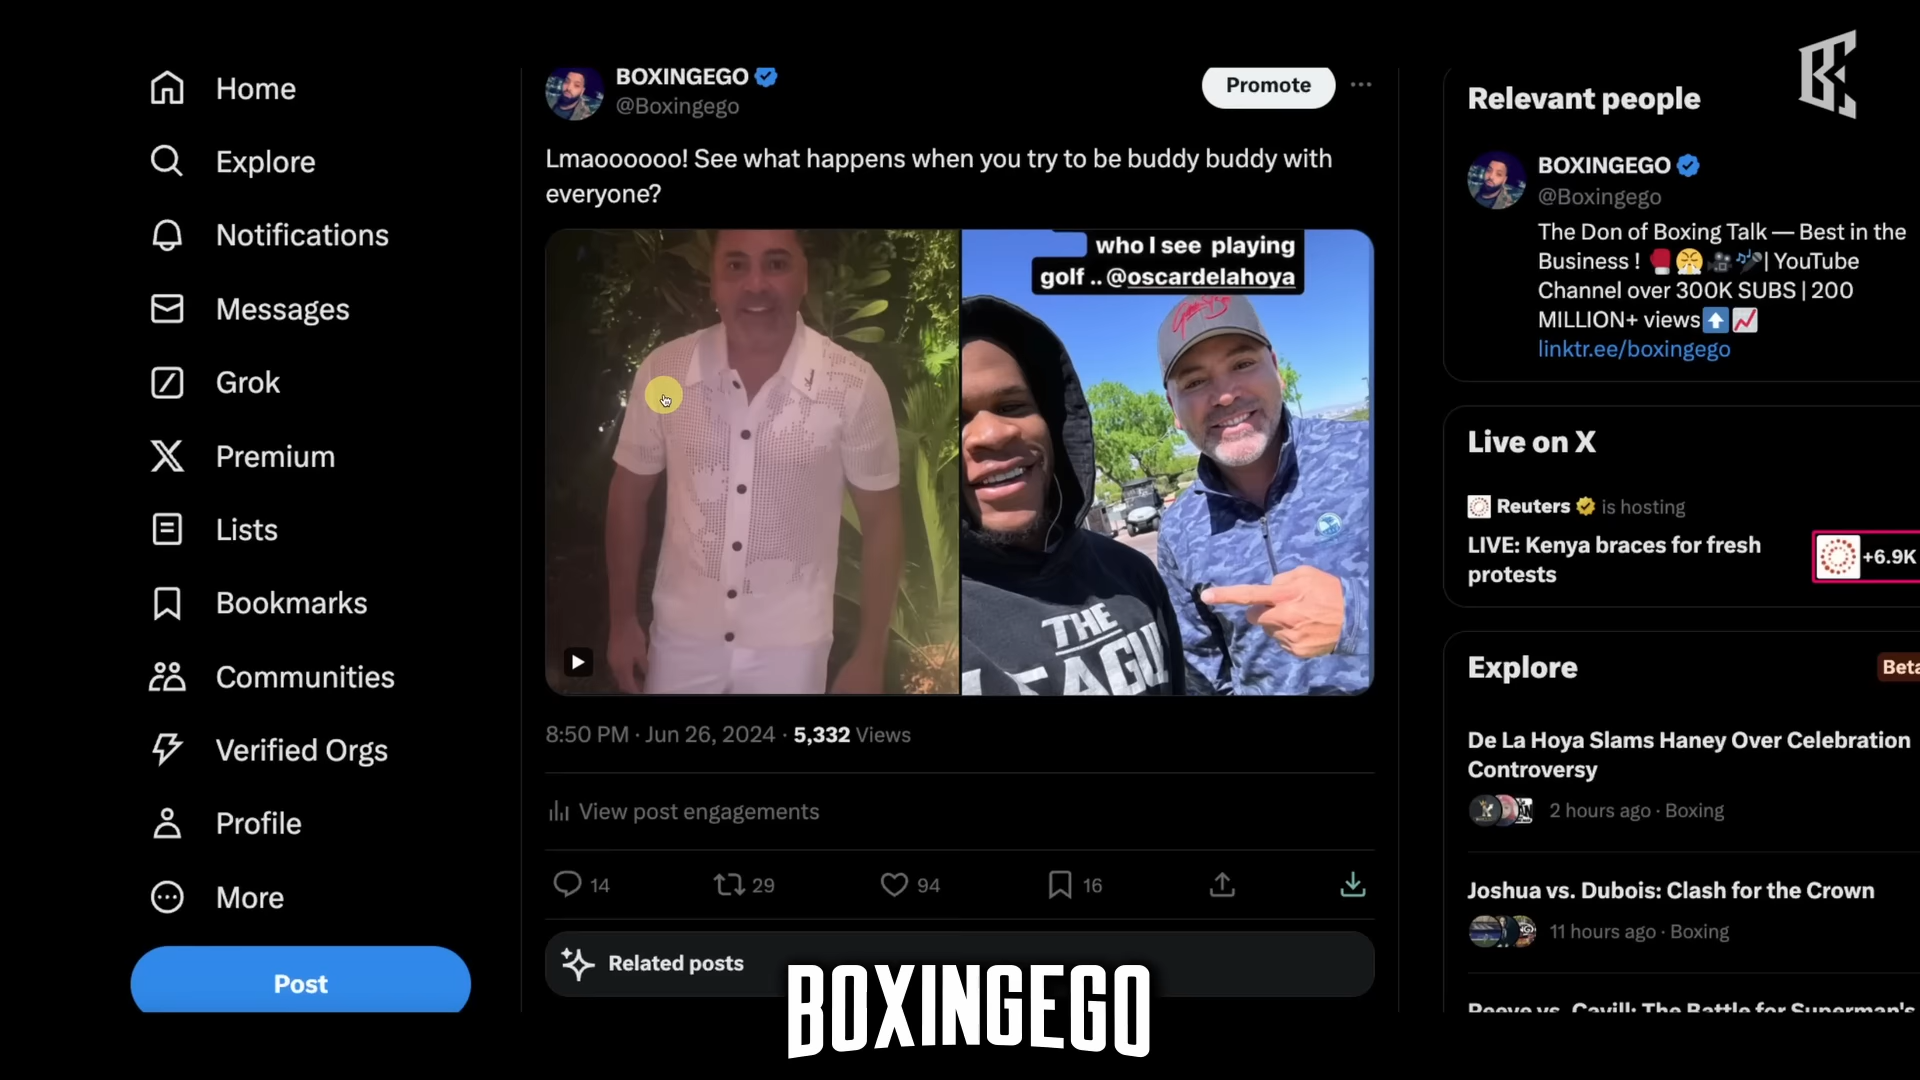 Home
Explore
Notifications
Messages
Grok
Premium
Lists
Bookmarks
Communities
Verified Orgs
Profile
More
Post
BOXINGEGO
@Boxingego
Promote
Lmaoooooo! See what happens when you try to be buddy buddy with
everyone?
who I see playing
golf .. @oscardelahoya
THE
LEAGU
8:50 PM · Jun 26, 2024 · 5,332 Views
View post engagements
14
29
94
16
Related posts
BOXINGEGO
Relevant people
BOXINGEGO
@Boxingego
The Don of Boxing Talk — Best in the
Business ! 🥊😤🎥🎤| YouTube
Channel over 300K SUBS | 200
MILLION+ views⬆️📈
linktr.ee/boxingego
Live on X
Reuters is hosting
LIVE: Kenya braces for fresh
protests
+6.9K
Explore
Beta
De La Hoya Slams Haney Over Celebration
Controversy
2 hours ago · Boxing
Joshua vs. Dubois: Clash for the Crown
11 hours ago · Boxing
Reeve vs. Cavill: The Battle for Superman's